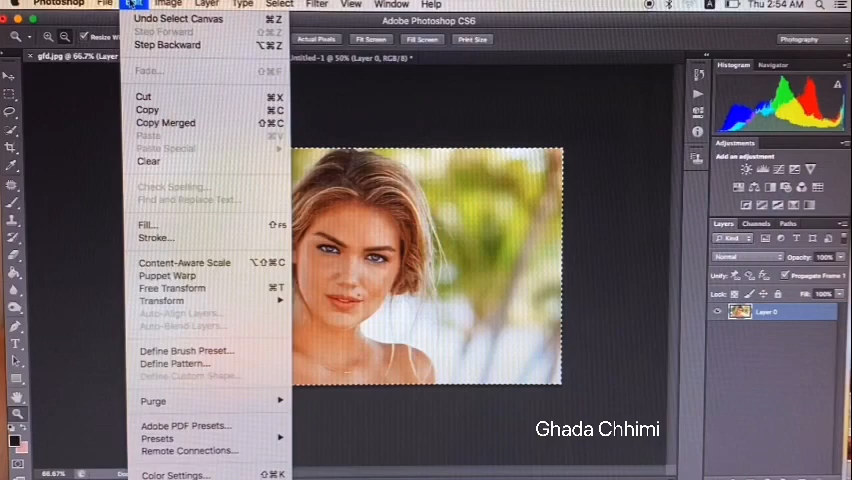 Photoshop File Edit Image Layer Type Select Filter View Window Help
Thu 2:54 AM
Adobe Photoshop CS6
Actual Pixels Fit Screen Fill Screen Print Size
Photography
gfd.jpg @ 66.7% (Layer
Untitled-1 @ 50% (Layer 0, RGB/8) *
Undo Select Canvas ⌘Z
Step Forward ⇧⌘Z
Step Backward ⌥⌘Z
Fade... ⇧⌘F
Cut ⌘X
Copy ⌘C
Copy Merged ⇧⌘C
Paste ⌘V
Paste Special
Clear
Check Spelling...
Find and Replace Text...
Fill... ⇧F5
Stroke...
Content-Aware Scale ⌥⇧⌘C
Puppet Warp
Free Transform ⌘T
Transform
Auto-Align Layers...
Auto-Blend Layers...
Define Brush Preset...
Define Pattern...
Define Custom Shape...
Purge
Adobe PDF Presets...
Presets
Remote Connections...
Color Settings... ⇧⌘K
Histogram Navigator
Adjustments
Add an adjustment
Layers Channels Paths
Kind
Normal Opacity: 100%
Unify: Propagate Frame 1
Lock: Fill: 100%
Layer 0
Ghada Chhimi
66.67%